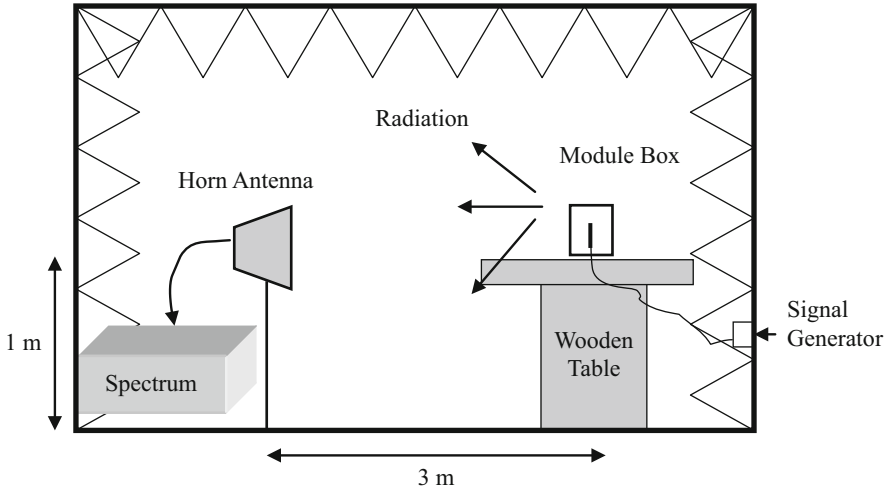 Radiation
Module Box
Horn Antenna
Signal
Generator
1 m
Wooden
Table
Spectrum
3 m